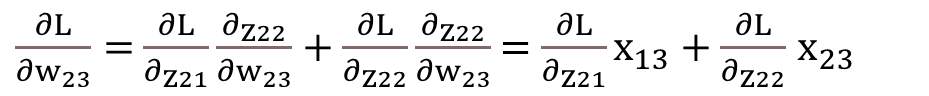 ∂L/∂w₂₃ = ∂L/∂z₂₁ ∂z₂₂/∂w₂₃ + ∂L/∂z₂₂ ∂z₂₂/∂w₂₃ = ∂L/∂z₂₁ x₁₃ + ∂L/∂z₂₂ x₂₃